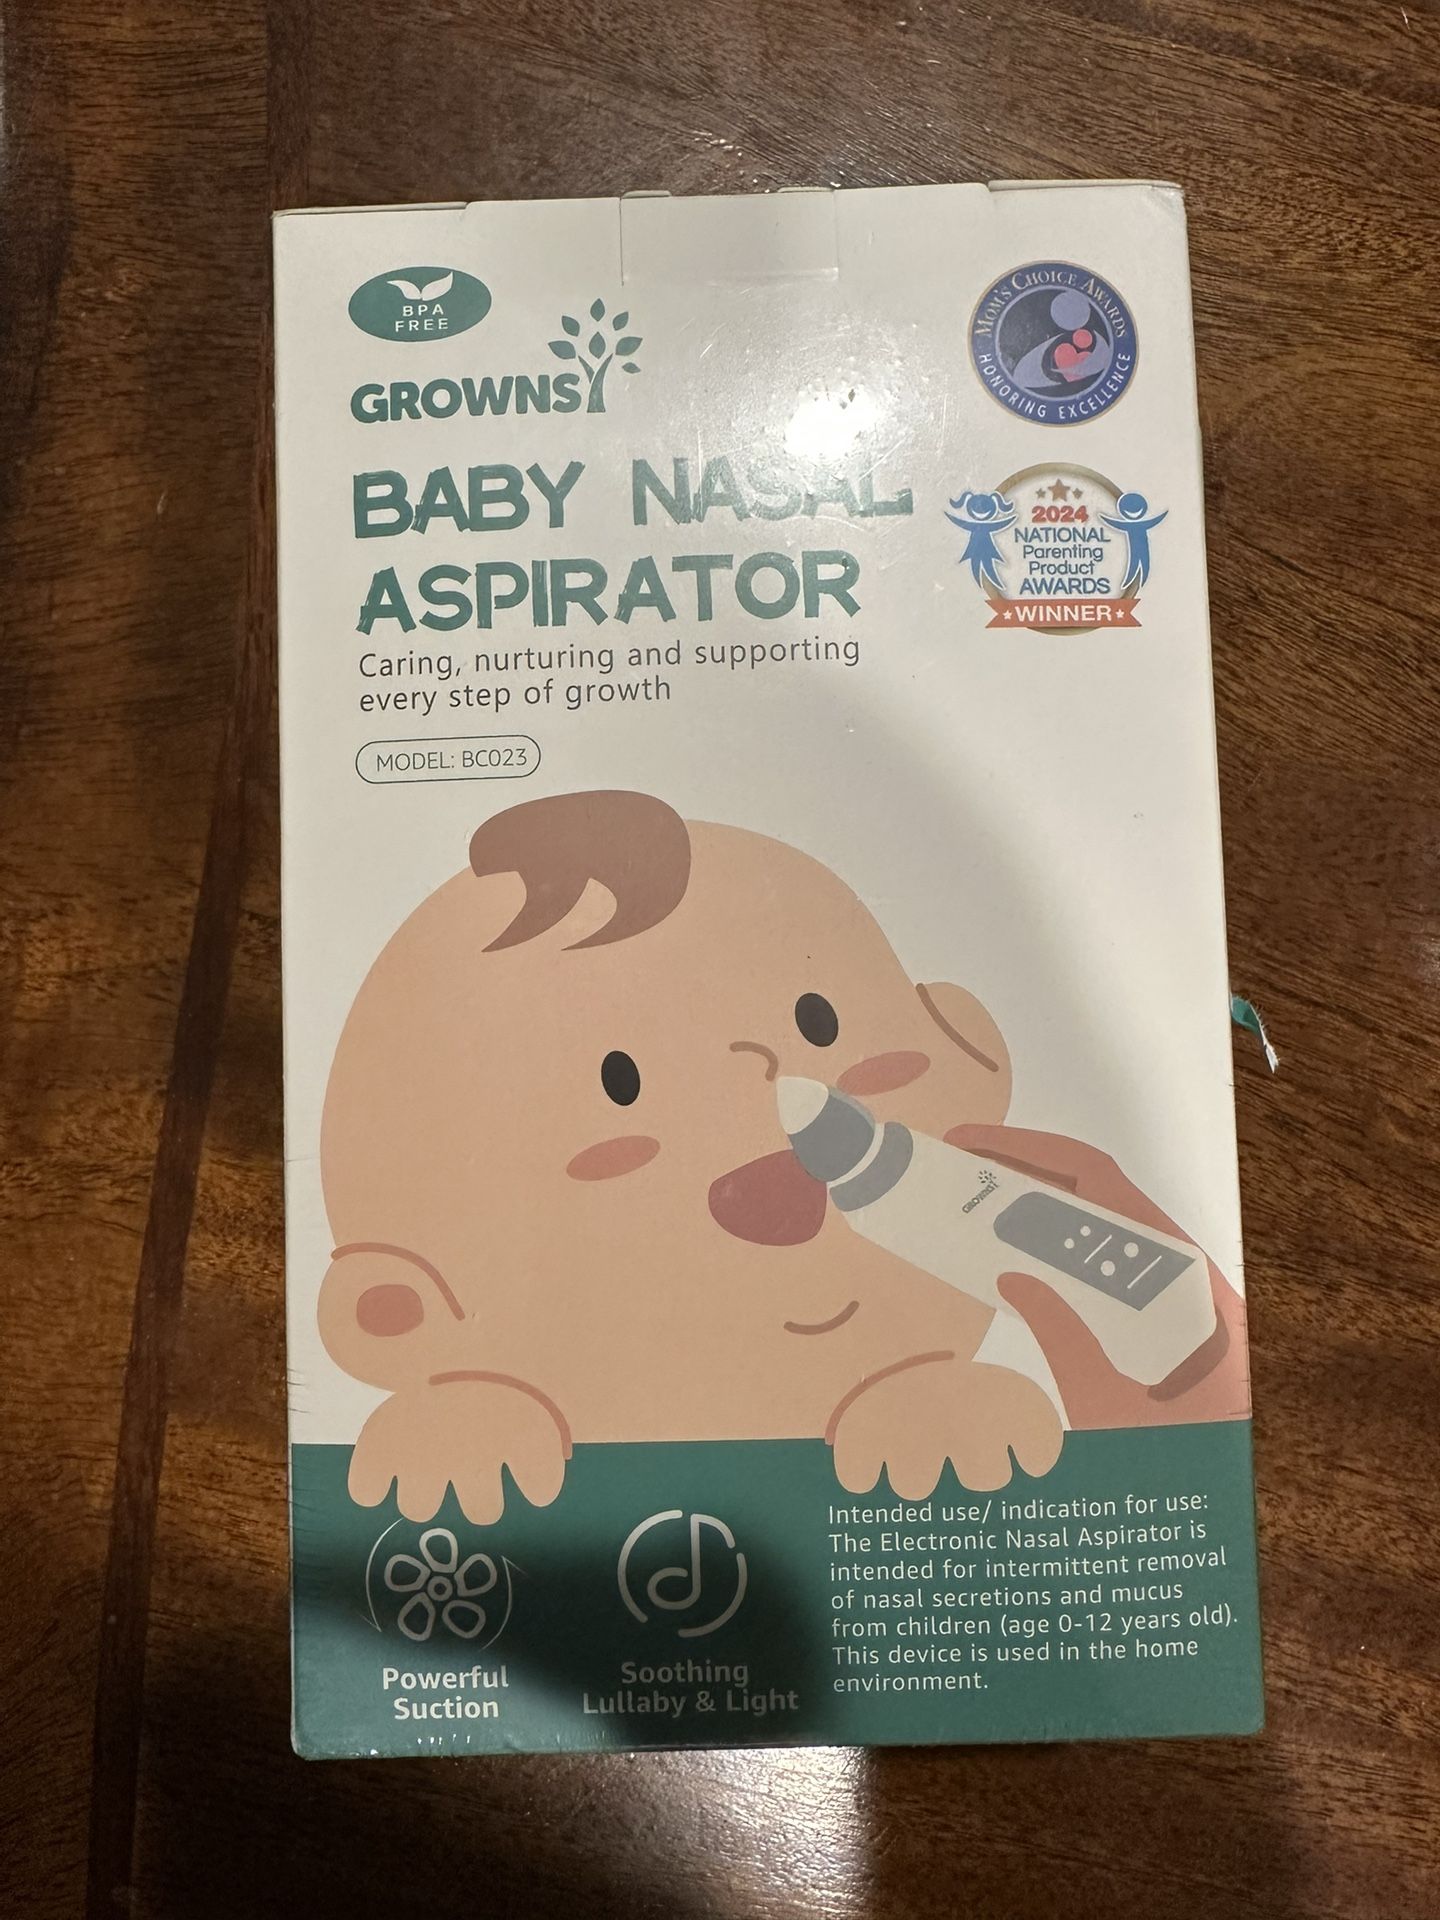 BPA
FREE
GROWNSY
MOM'S CHOICE AWARDS
HONORING EXCELLENCE
BABY NASAL
ASPIRATOR
2024
NATIONAL
Parenting
Product
AWARDS
WINNER
Caring, nurturing and supporting
every step of growth
MODEL: BC023
GROWNSY
Powerful
Suction
Soothing
Lullaby & Light
Intended use/ indication for use:
The Electronic Nasal Aspirator is
intended for intermittent removal
of nasal secretions and mucus
from children (age 0-12 years old).
This device is used in the home
environment.